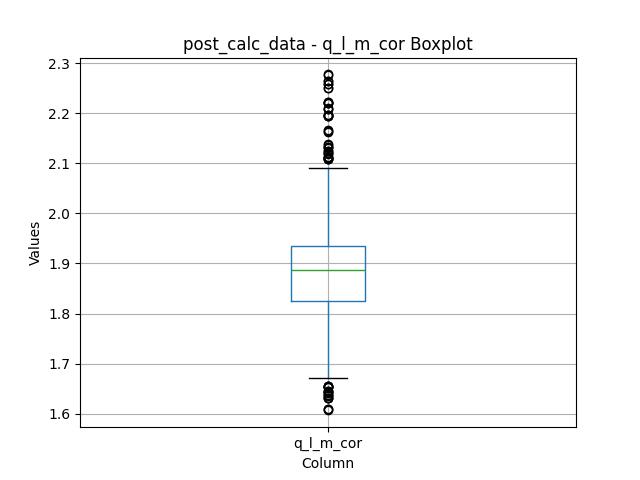 post_calc_data - q_l_m_cor Boxplot
2.3
2.2
2.1
2.0
1.9
1.8
1.7
1.6
Values
q_l_m_cor
Column